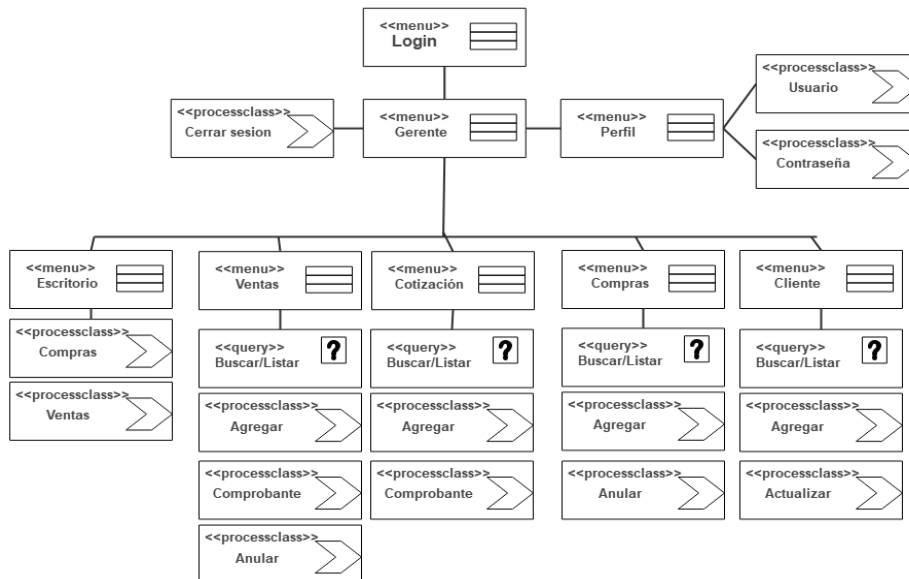 <<menu>>
Login
<<processclass>>
Cerrar sesion
<<menu>>
Gerente
<<menu>>
Perfil
<<processclass>>
Usuario
<<processclass>>
Contraseña
<<menu>>
Escritorio
<<menu>>
Ventas
<<menu>>
Cotización
<<menu>>
Compras
<<menu>>
Cliente
<<processclass>>
Compras
<<query>>
Buscar/Listar
?
<<query>>
Buscar/Listar
?
<<query>>
Buscar/Listar
?
<<query>>
Buscar/Listar
?
<<processclass>>
Ventas
<<processclass>>
Agregar
<<processclass>>
Agregar
<<processclass>>
Agregar
<<processclass>>
Agregar
<<processclass>>
Comprobante
<<processclass>>
Comprobante
<<processclass>>
Anular
<<processclass>>
Actualizar
<<processclass>>
Anular